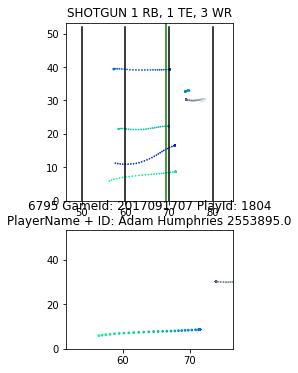 SHOTGUN 1 RB, 1 TE, 3 WR
50
40
30
20
10
0
50 60 70 80
6795 GameId: 2017091707 PlayId: 1804
PlayerName + ID: Adam Humphries 2553895.0
40
20
0
60 70